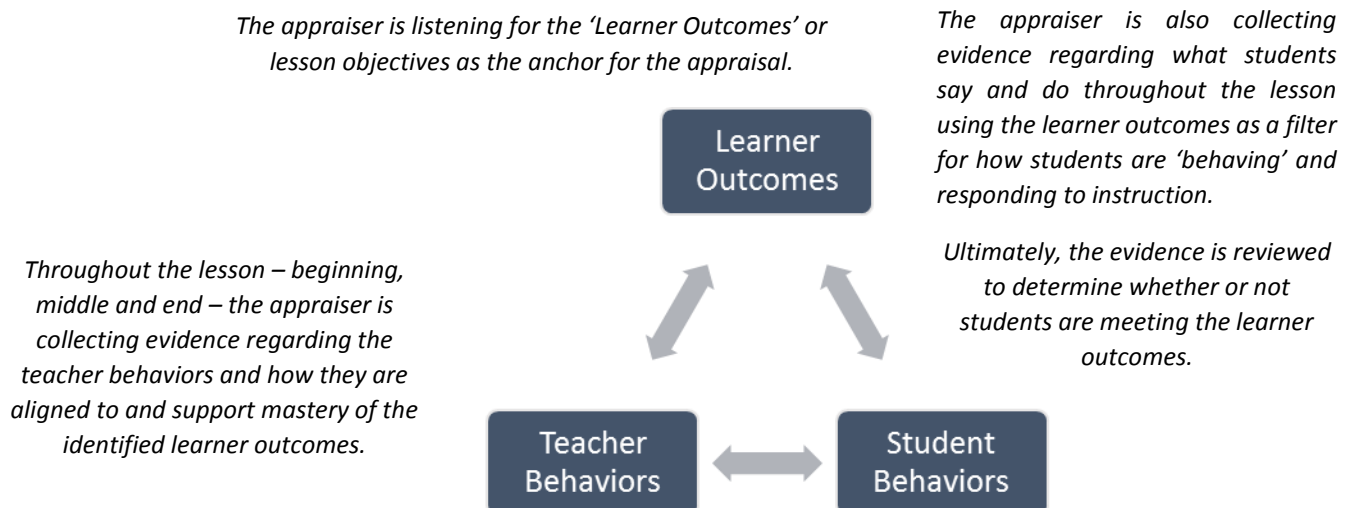 The appraiser is listening for the ‘Learner Outcomes’ or
lesson objectives as the anchor for the appraisal.
The appraiser is also collecting
evidence regarding what students
say and do throughout the lesson
using the learner outcomes as a filter
for how students are ‘behaving’ and
responding to instruction.
Learner
Outcomes
Ultimately, the evidence is reviewed
to determine whether or not
students are meeting the learner
outcomes.
Throughout the lesson – beginning,
middle and end – the appraiser is
collecting evidence regarding the
teacher behaviors and how they are
aligned to and support mastery of the
identified learner outcomes.
Teacher
Behaviors
Student
Behaviors